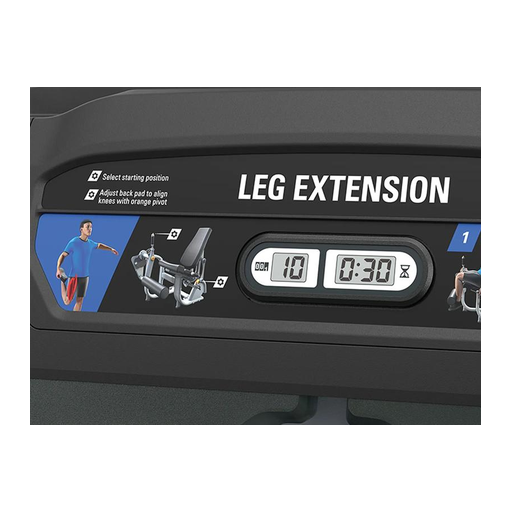 Select starting position
Adjust back pad to align
knees with orange pivot
LEG EXTENSION
10
0:30
1